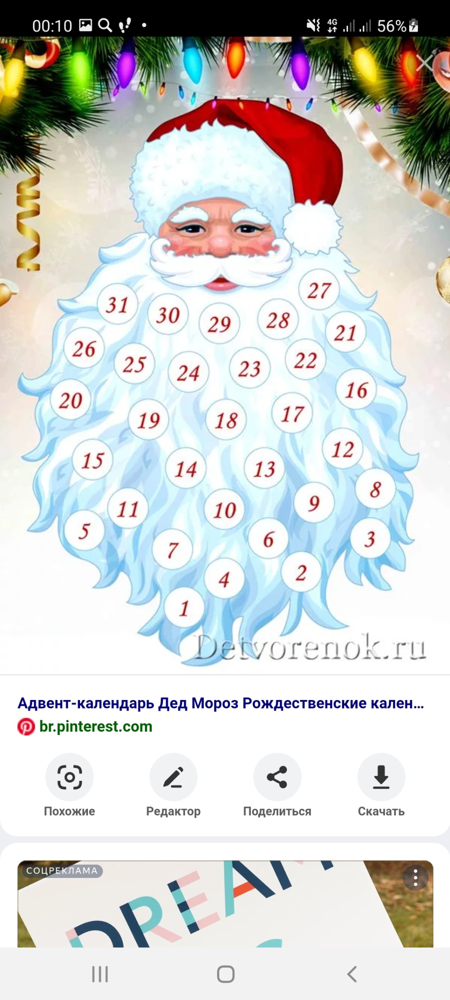 00:10
4G 56%
27
31 30 29 28
21
26 25 24 23 22
16
20 19 18 17
12
15 14 13
8
11 10 9
5 7 6 3
4 2
1
Detvorenok.ru
Адвент-календарь Дед Мороз Рождественские кален...
br.pinterest.com
Похожие Редактор Поделиться Скачать
СОЦРЕКЛАМА
DREAM